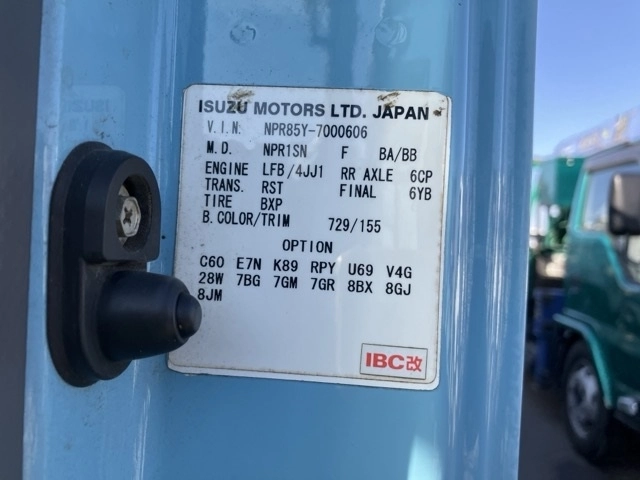 ISUZU MOTORS LTD. JAPAN
V.I.N: NPR85Y-7000606
M.D. NPR1SN F BA/BB
ENGINE LFB/4JJ1 RR AXLE 6CP
TRANS. RST FINAL 6YB
TIRE BXP
B.COLOR/TRIM 729/155
OPTION
C60 E7N K89 RPY U69 V4G
28W 7BG 7GM 7GR 8BX 8GJ
8JM
IBC改